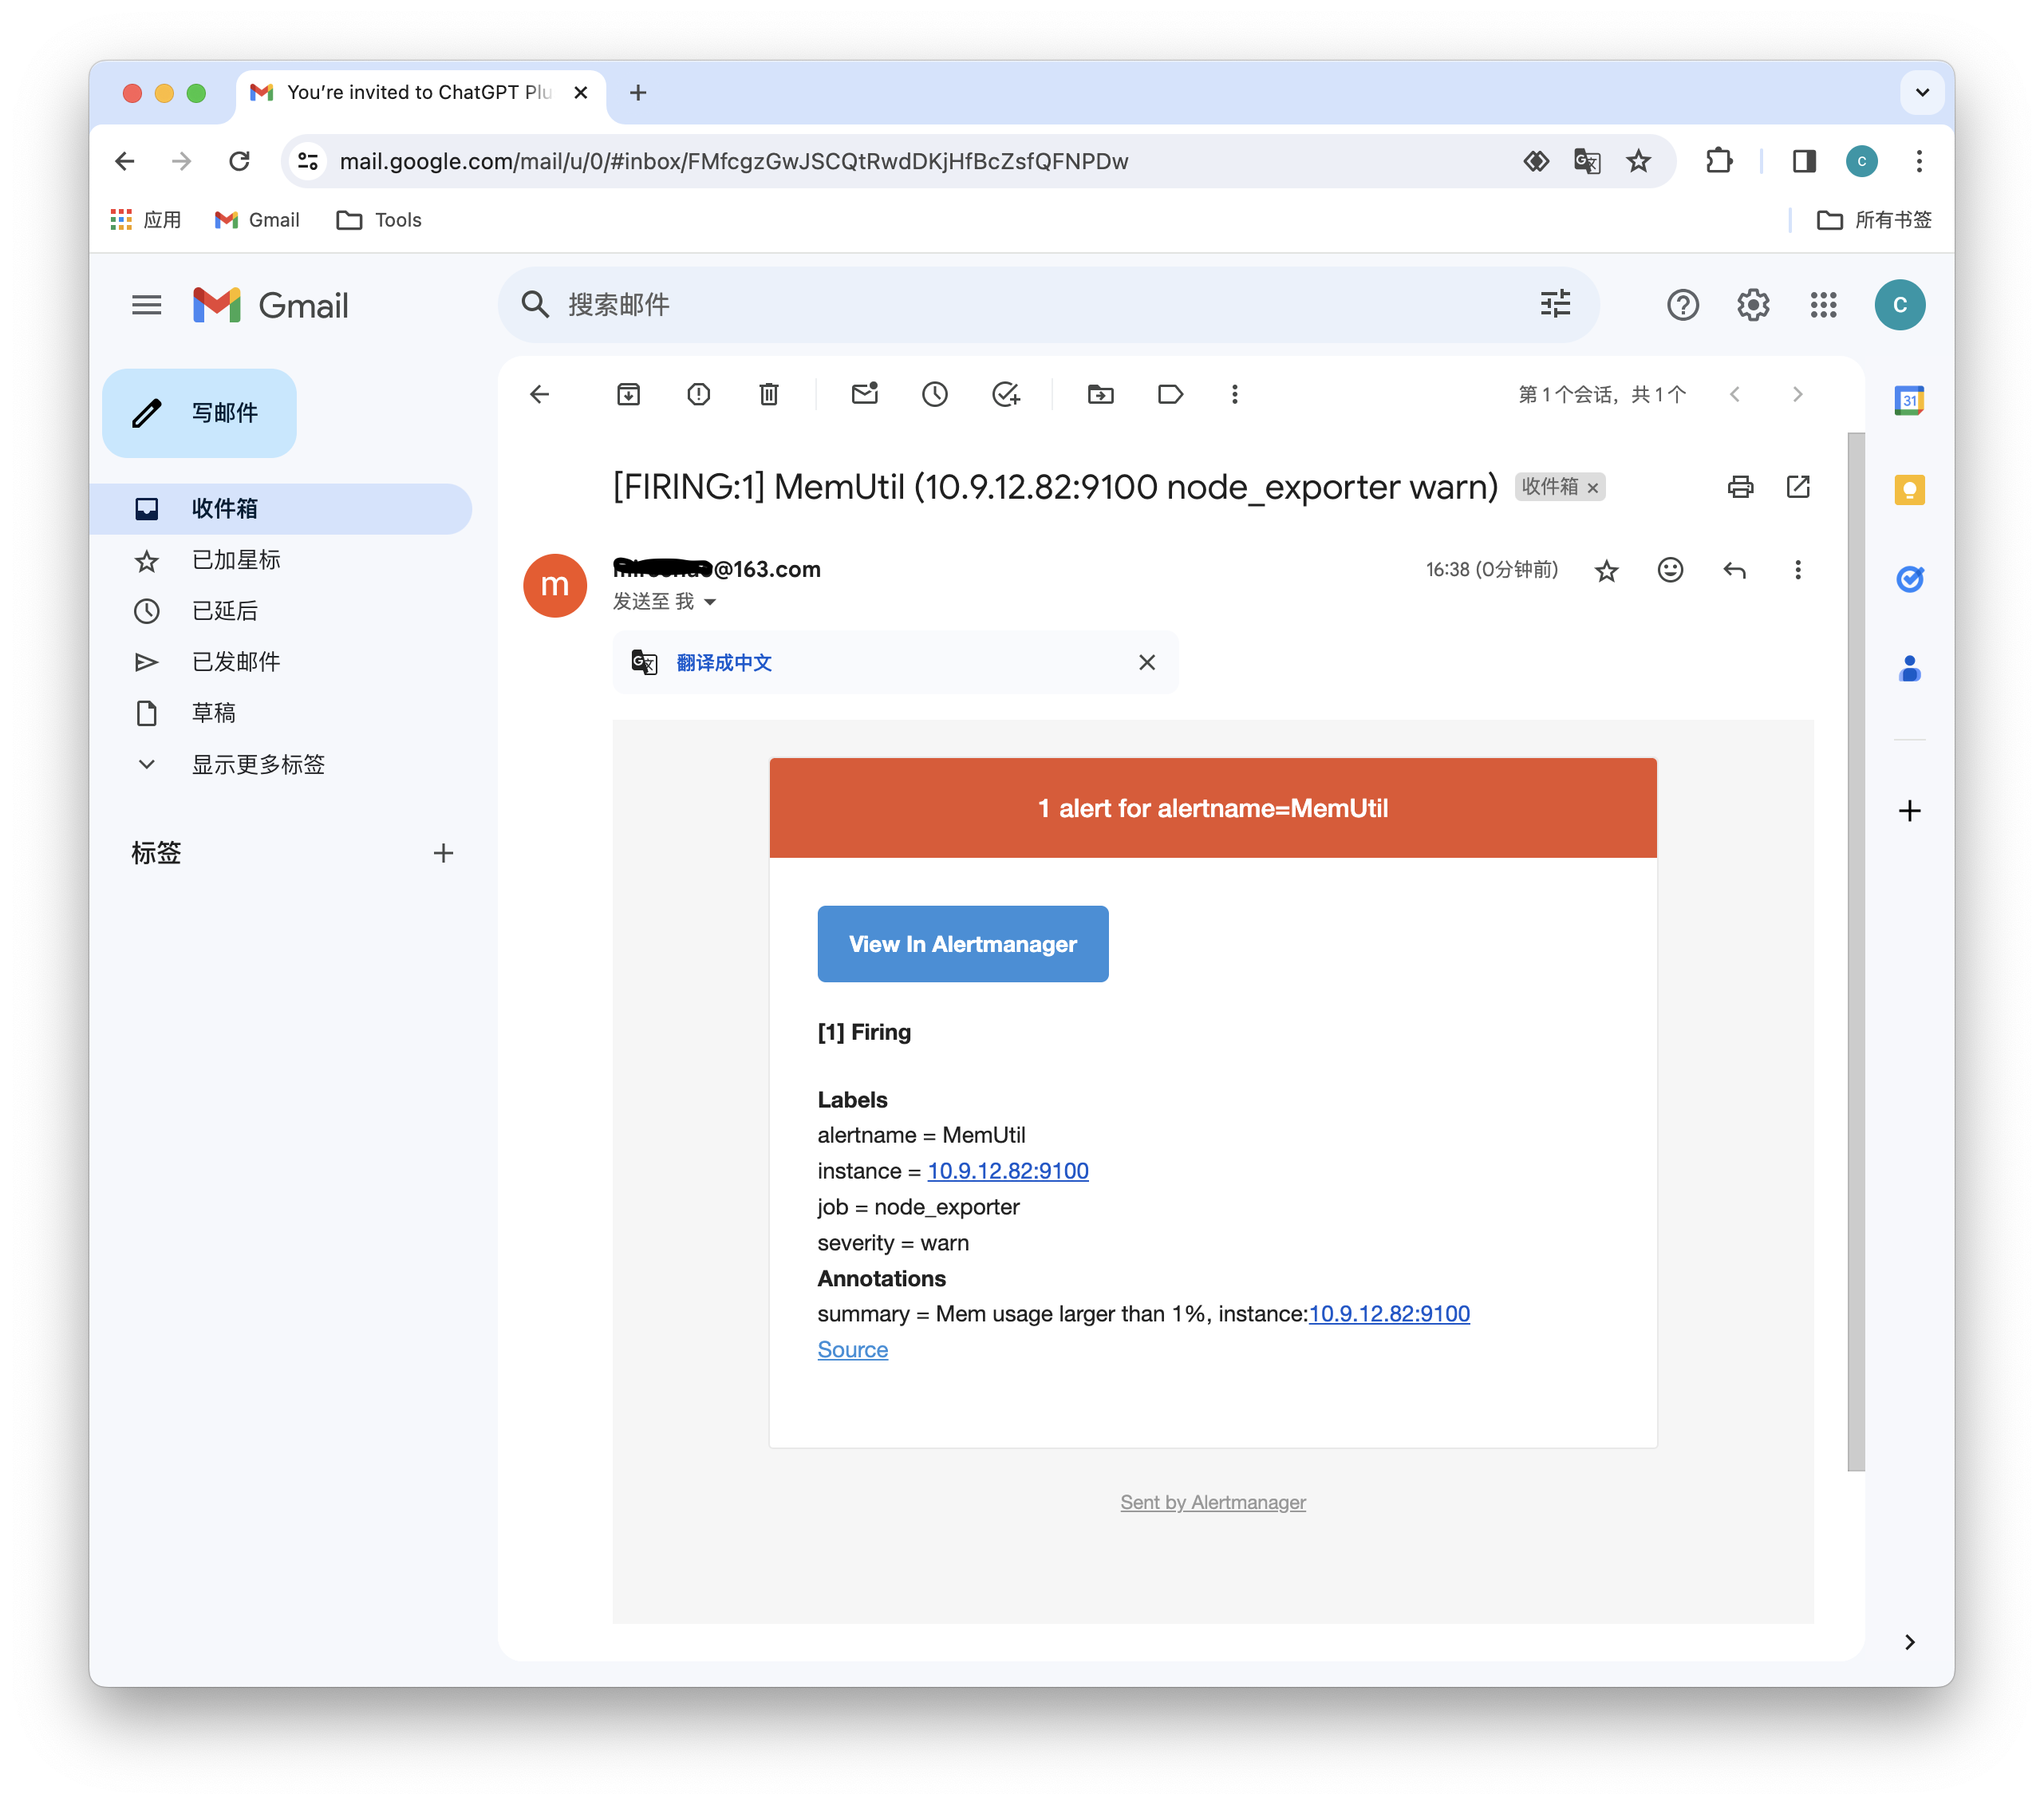 You're invited to ChatGPT Plu
mail.google.com/mail/u/0/#inbox/FMfcgzGwJSCQtRwdDKjHfBcZsfQFNPDw
C
应用
Gmail
Tools
所有书签
Gmail
搜索邮件
C
写邮件
第 1 个会话，共 1 个
31
收件箱
已加星标
已延后
已发邮件
草稿
显示更多标签
标签
[FIRING:1] MemUtil (10.9.12.82:9100 node_exporter warn)
收件箱 ×
m
@163.com
16:38 (0分钟前)
发送至 我
翻译成中文
1 alert for alertname=MemUtil
View In Alertmanager
[1] Firing
Labels
alertname = MemUtil
instance = 10.9.12.82:9100
job = node_exporter
severity = warn
Annotations
summary = Mem usage larger than 1%, instance:10.9.12.82:9100
Source
Sent by Alertmanager